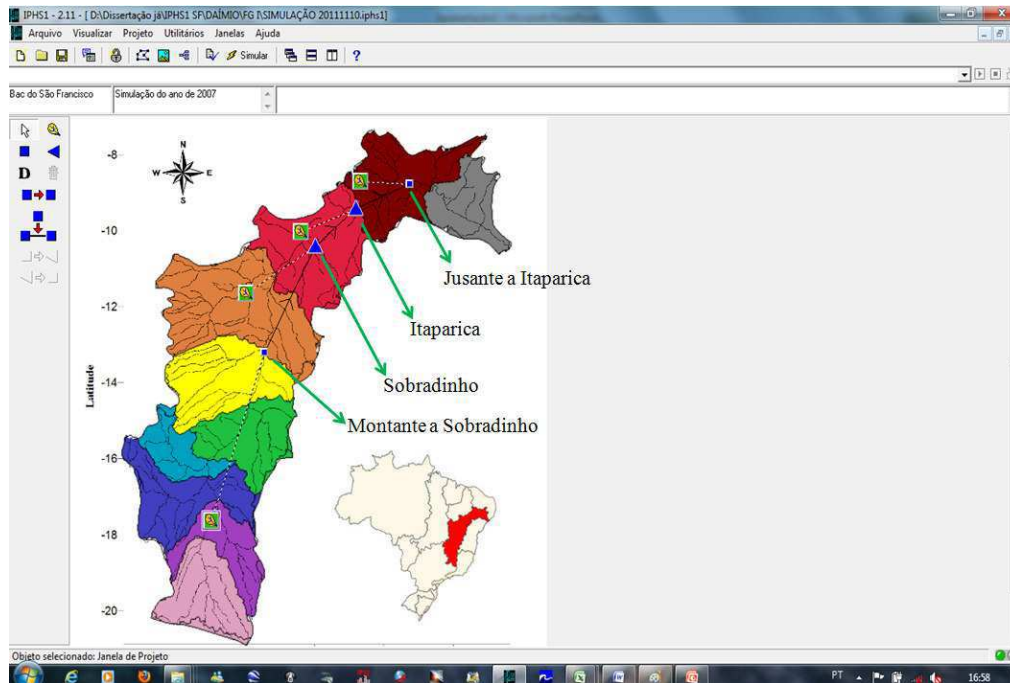 IPHS1 - 2.11 - [ D:\Dissertação já\IPHS1 SF\DAÍMIO\FG I\SIMULAÇÃO 20111110.iphs1]
Arquivo Visualizar Projeto Utilitários Janelas Ajuda
Simular ?
Bac do São Francisco Simulação do ano de 2007
D
N
W E
S
-8
-10
-12
-14
-16
-18
-20
Latitude
Jusante a Itaparica
Itaparica
Sobradinho
Montante a Sobradinho
Objeto selecionado: Janela de Projeto
PT 16:58